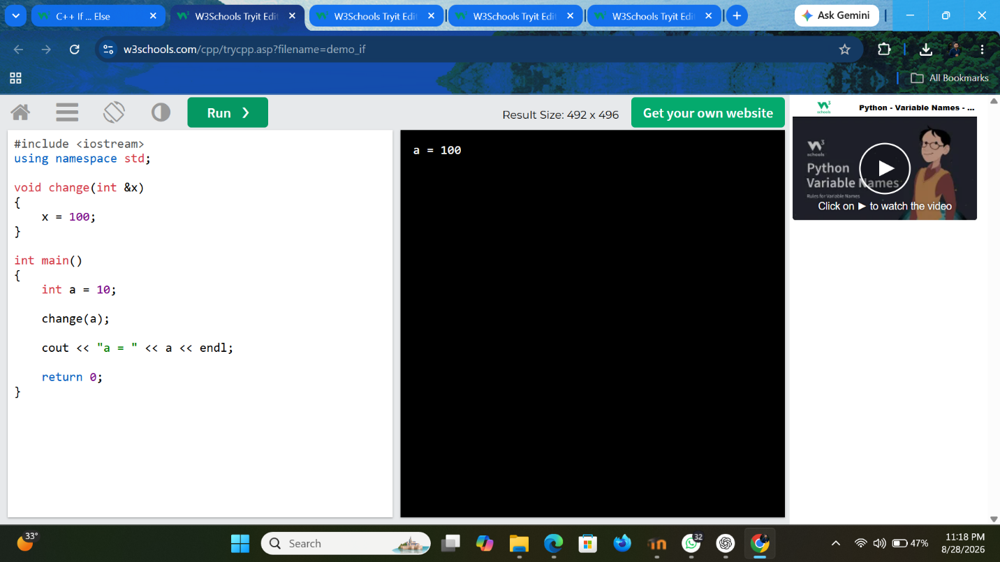 C++ If ... Else
W3Schools Tryit Edit
W3Schools Tryit Edit
W3Schools Tryit Edit
W3Schools Tryit Edit
Ask Gemini
w3schools.com/cpp/trycpp.asp?filename=demo_if
All Bookmarks
Run ❯
Result Size: 492 x 496
Get your own website
#include <iostream>
using namespace std;
void change(int &x)
{
    x = 100;
}
int main()
{
    int a = 10;
    change(a);
    cout << "a = " << a << endl;
    return 0;
}
a = 100
W3 schools
Python - Variable Names - ...
W3 schools
Python
Variable Names
Rules for Variable Names
Click on ► to watch the video
33°
Search
32
47%
11:18 PM
8/28/2026